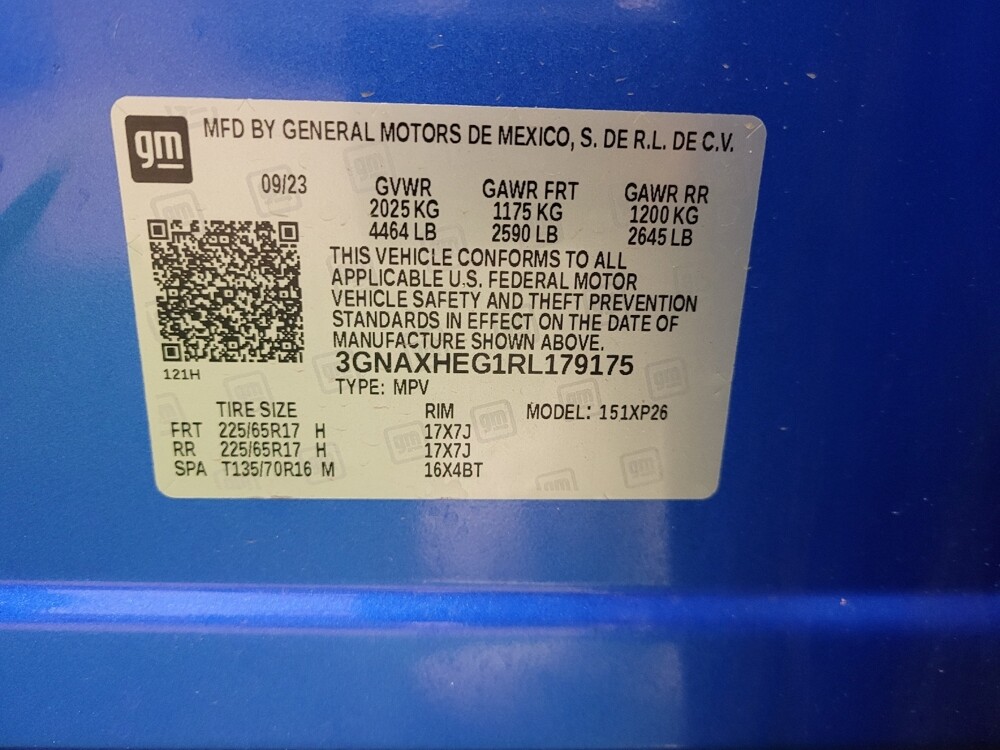 gm
MFD BY GENERAL MOTORS DE MEXICO, S. DE R.L. DE C.V.
09/23 GVWR GAWR FRT GAWR RR
2025 KG 1175 KG 1200 KG
4464 LB 2590 LB 2645 LB
THIS VEHICLE CONFORMS TO ALL
APPLICABLE U.S. FEDERAL MOTOR
VEHICLE SAFETY AND THEFT PREVENTION
STANDARDS IN EFFECT ON THE DATE OF
MANUFACTURE SHOWN ABOVE.
3GNAXHEG1RL179175
121H
TYPE: MPV
TIRE SIZE RIM MODEL: 151XP26
FRT 225/65R17 H 17X7J
RR 225/65R17 H 17X7J
SPA T135/70R16 M 16X4BT